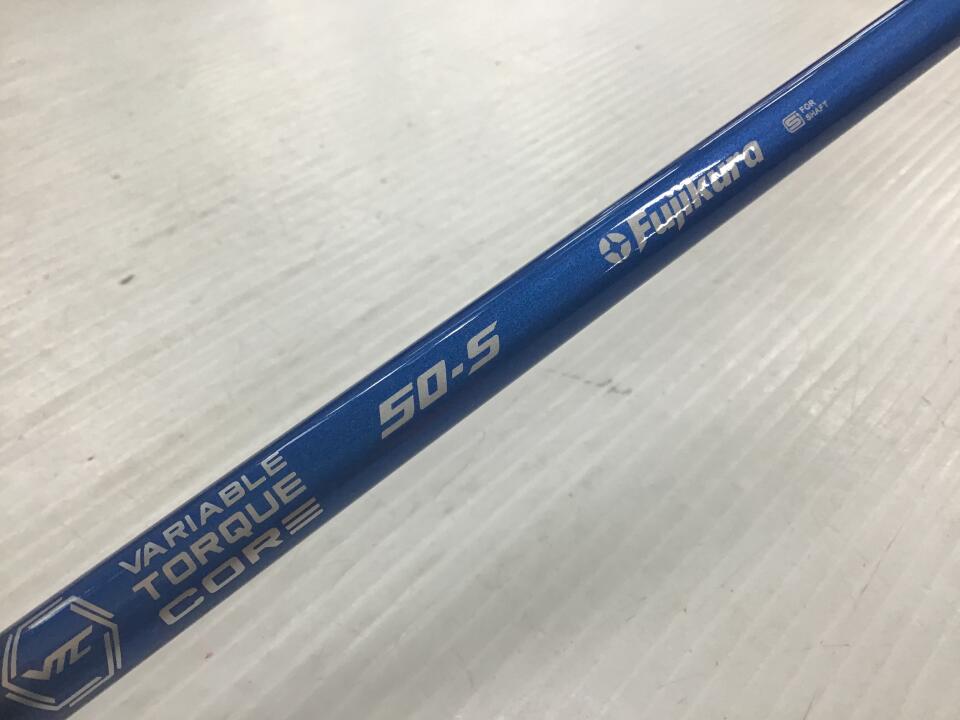 VTC
VARIABLE
TORQUE
CORE
50-S
Fujikura
S FOR
SHAFT